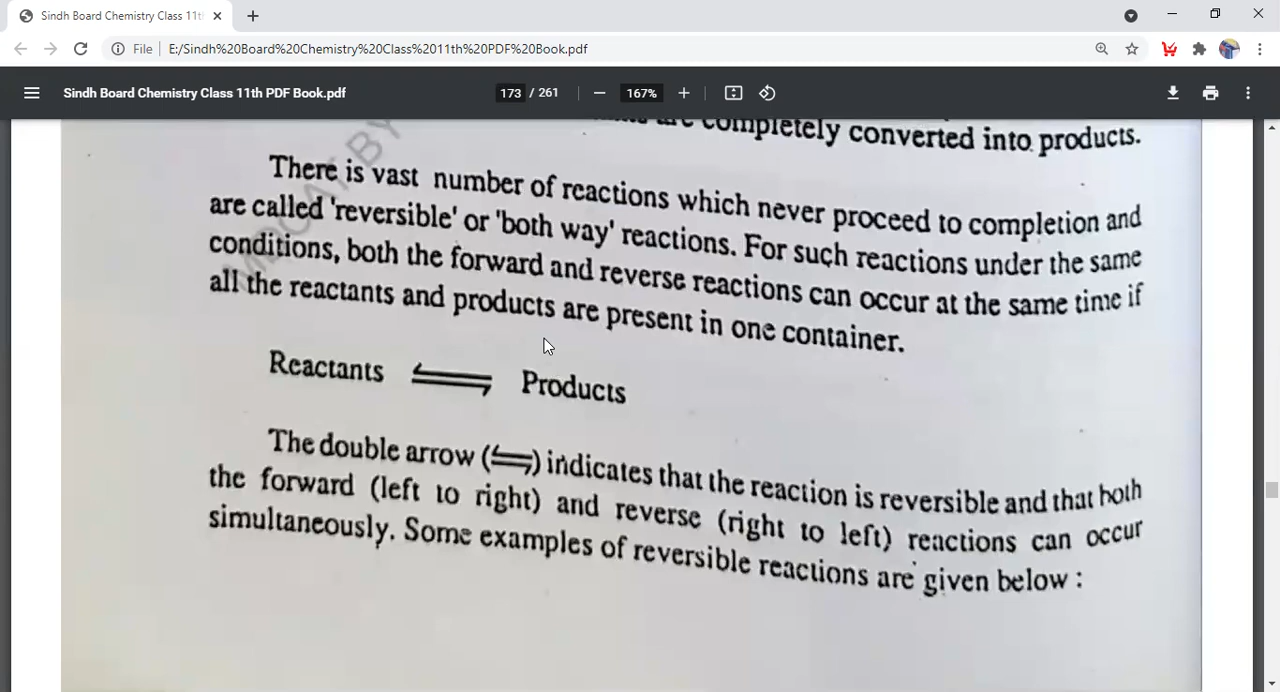 Sindh Board Chemistry Class 11th
File
E:/Sindh%20Board%20Chemistry%20Class%2011th%20PDF%20Book.pdf
Sindh Board Chemistry Class 11th PDF Book.pdf
173 / 261
167%
are completely converted into products.
MDCAT BY
There is vast number of reactions which never proceed to completion and
are called 'reversible' or 'both way' reactions. For such reactions under the same
conditions, both the forward and reverse reactions can occur at the same time if
all the reactants and products are present in one container.
Reactants ⇋ Products
The double arrow (⇋) indicates that the reaction is reversible and that both
the forward (left to right) and reverse (right to left) reactions can occur
simultaneously. Some examples of reversible reactions are given below :